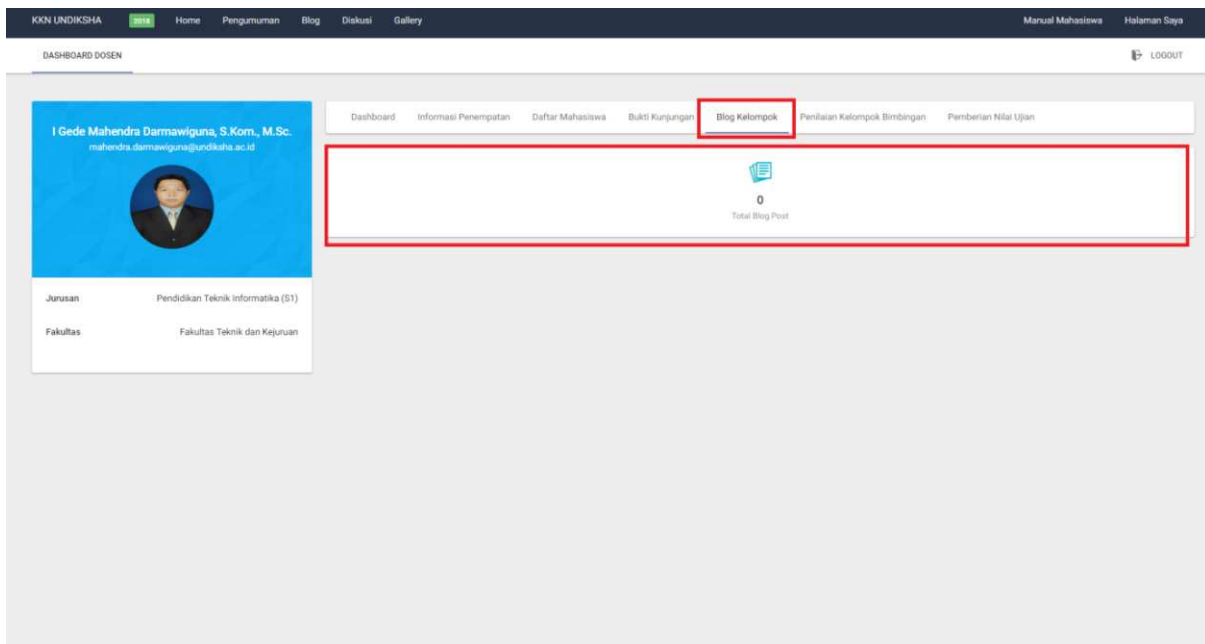 KKN UNDIKSHA 2018 Home Pengumuman Blog Diskusi Gallery Manual Mahasiswa Halaman Saya
DASHBOARD DOSEN LOGOUT
I Gede Mahendra Darmawiguna, S.Kom., M.Sc.
mahendra.darmawiguna@undiksha.ac.id
Jurusan Pendidikan Teknik Informatika (S1)
Fakultas Fakultas Teknik dan Kejuruan
Dashboard Informasi Penempatan Daftar Mahasiswa Bukti Kunjungan Blog Kelompok Penilaian Kelompok Bimbingan Pemberian Nilai Ujian
0
Total Blog Post